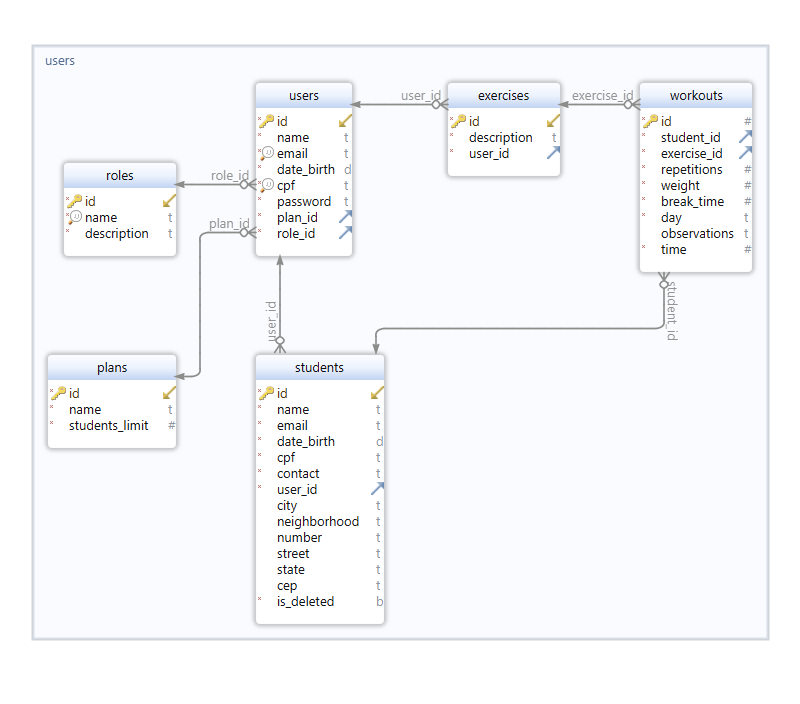 users
users
id
name t
email t
date_birth d
cpf t
password t
plan_id
role_id
user_id
exercises
id
description t
user_id
exercise_id
workouts
id #
student_id
exercise_id
repetitions #
weight #
break_time #
day t
observations t
time #
roles
id
name t
description t
role_id
plan_id
plans
id
name t
students_limit #
user_id
student_id
students
id
name t
email t
date_birth d
cpf t
contact t
user_id
city t
neighborhood t
number t
street t
state t
cep t
is_deleted b